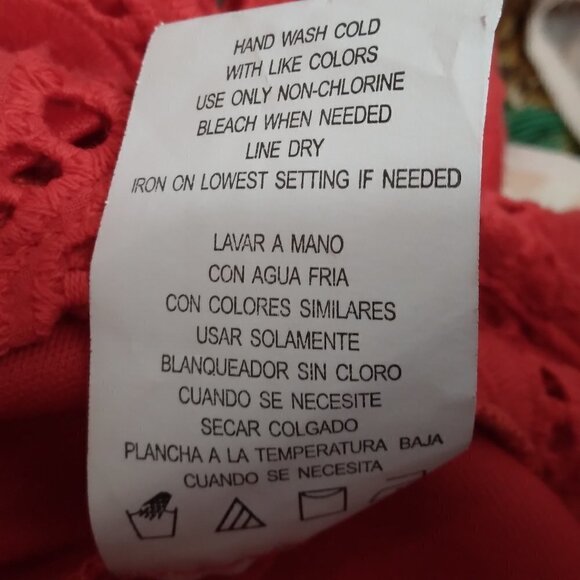 HAND WASH COLD
WITH LIKE COLORS
USE ONLY NON-CHLORINE
BLEACH WHEN NEEDED
LINE DRY
IRON ON LOWEST SETTING IF NEEDED
LAVAR A MANO
CON AGUA FRIA
CON COLORES SIMILARES
USAR SOLAMENTE
BLANQUEADOR SIN CLORO
CUANDO SE NECESITE
SECAR COLGADO
PLANCHA A LA TEMPERATURA BAJA
CUANDO SE NECESITA